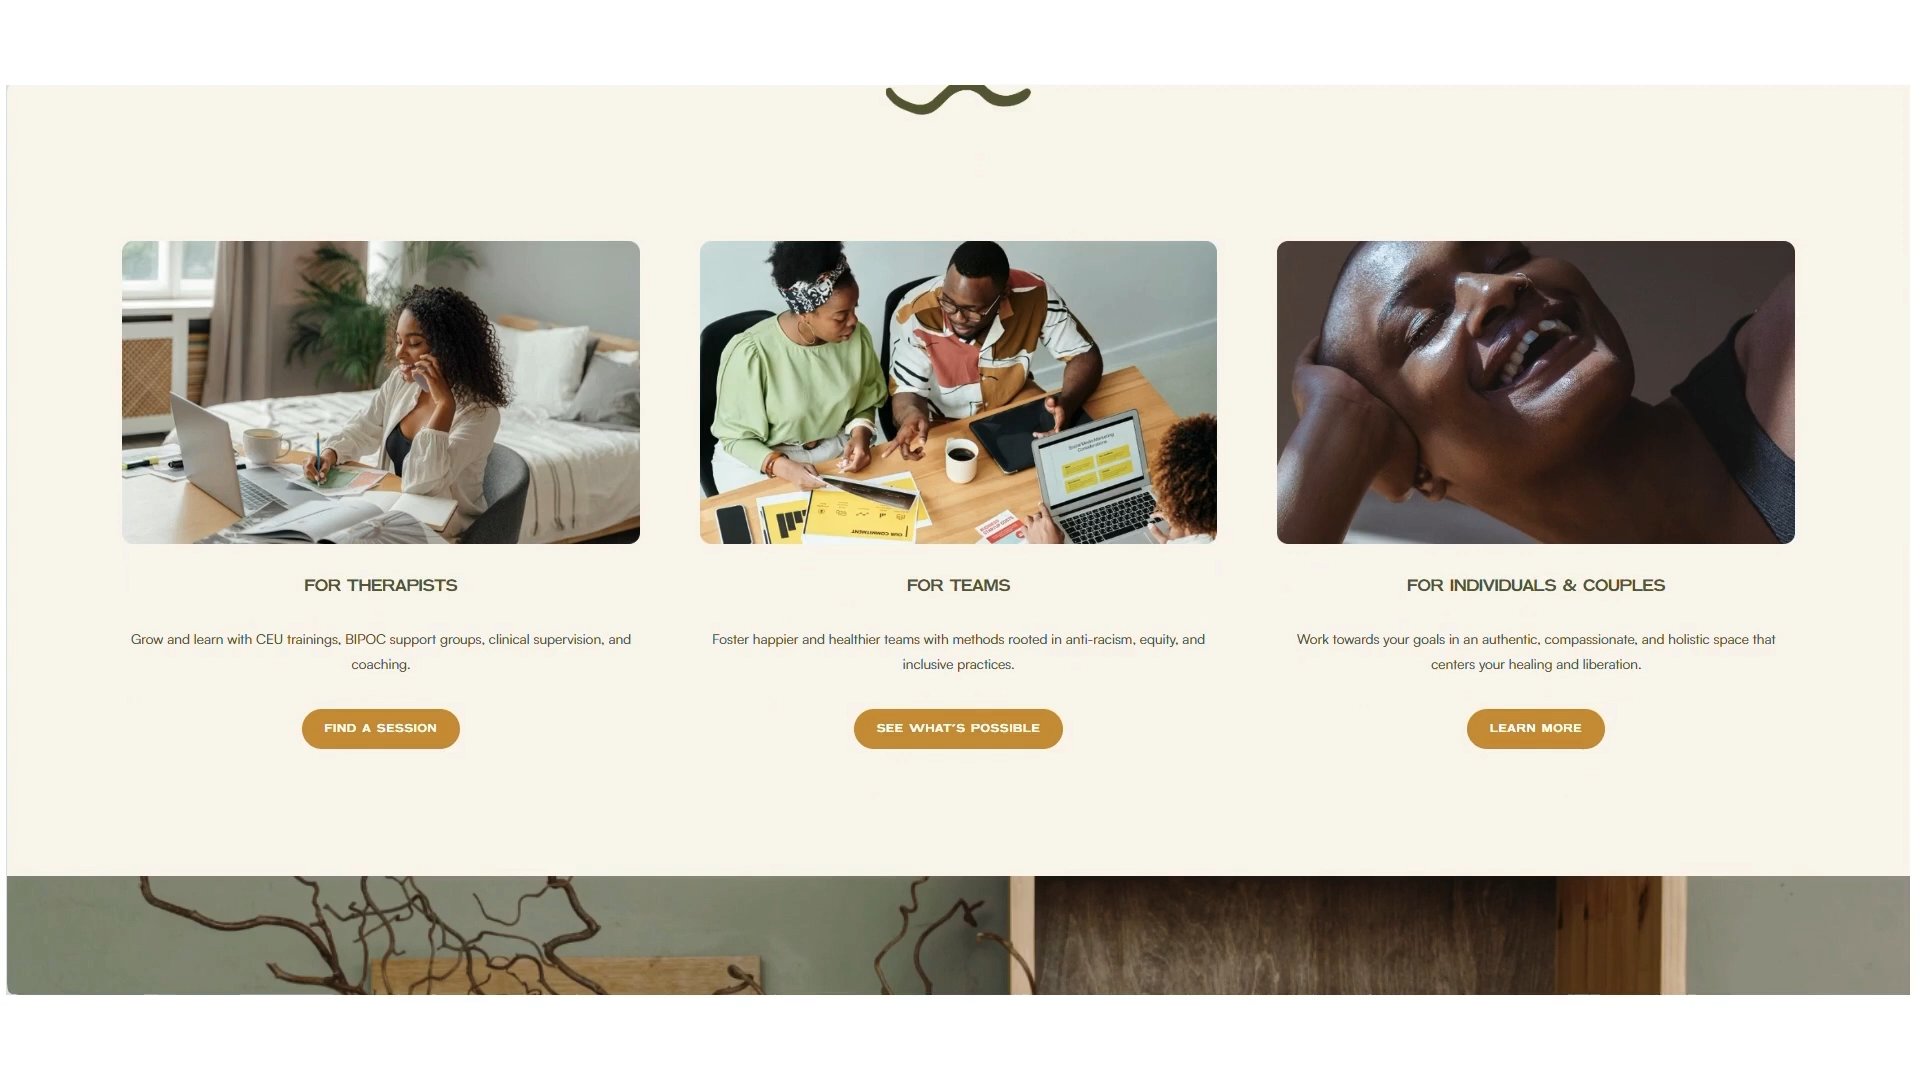 OUR COMMITMENT
FOR THERAPISTS
Grow and learn with CEU trainings, BIPOC support groups, clinical supervision, and
coaching.
FIND A SESSION
FOR TEAMS
Foster happier and healthier teams with methods rooted in anti-racism, equity, and
inclusive practices.
SEE WHAT'S POSSIBLE
FOR INDIVIDUALS & COUPLES
Work towards your goals in an authentic, compassionate, and holistic space that
centers your healing and liberation.
LEARN MORE